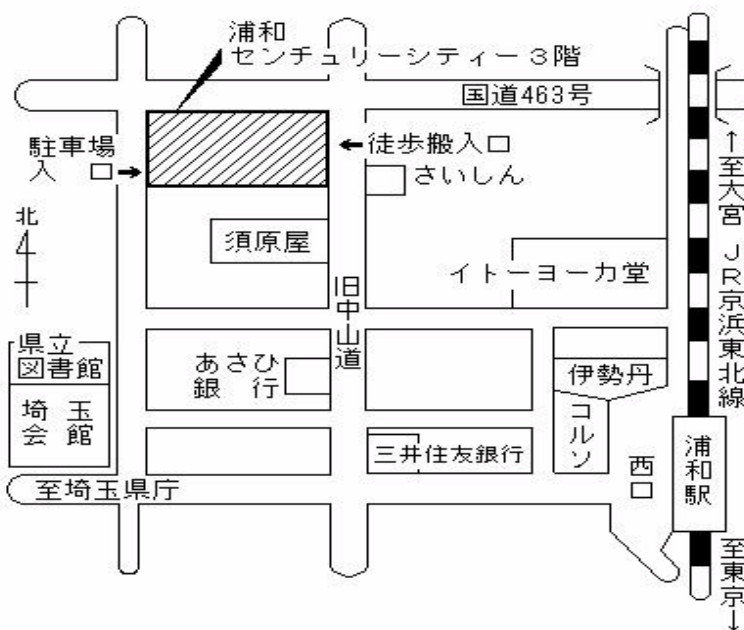 浦和
センチュリーシティー3階
国道463号
駐車場
入口
徒歩搬入口
さいしん
北
須原屋
イトーヨーカ堂
旧中山道
↑至大宮 JR京浜東北線
県立
図書館
埼玉
会館
あさひ
銀行
伊勢丹
コルソ
三井住友銀行
西口
浦和駅
至埼玉県庁
至東京↓